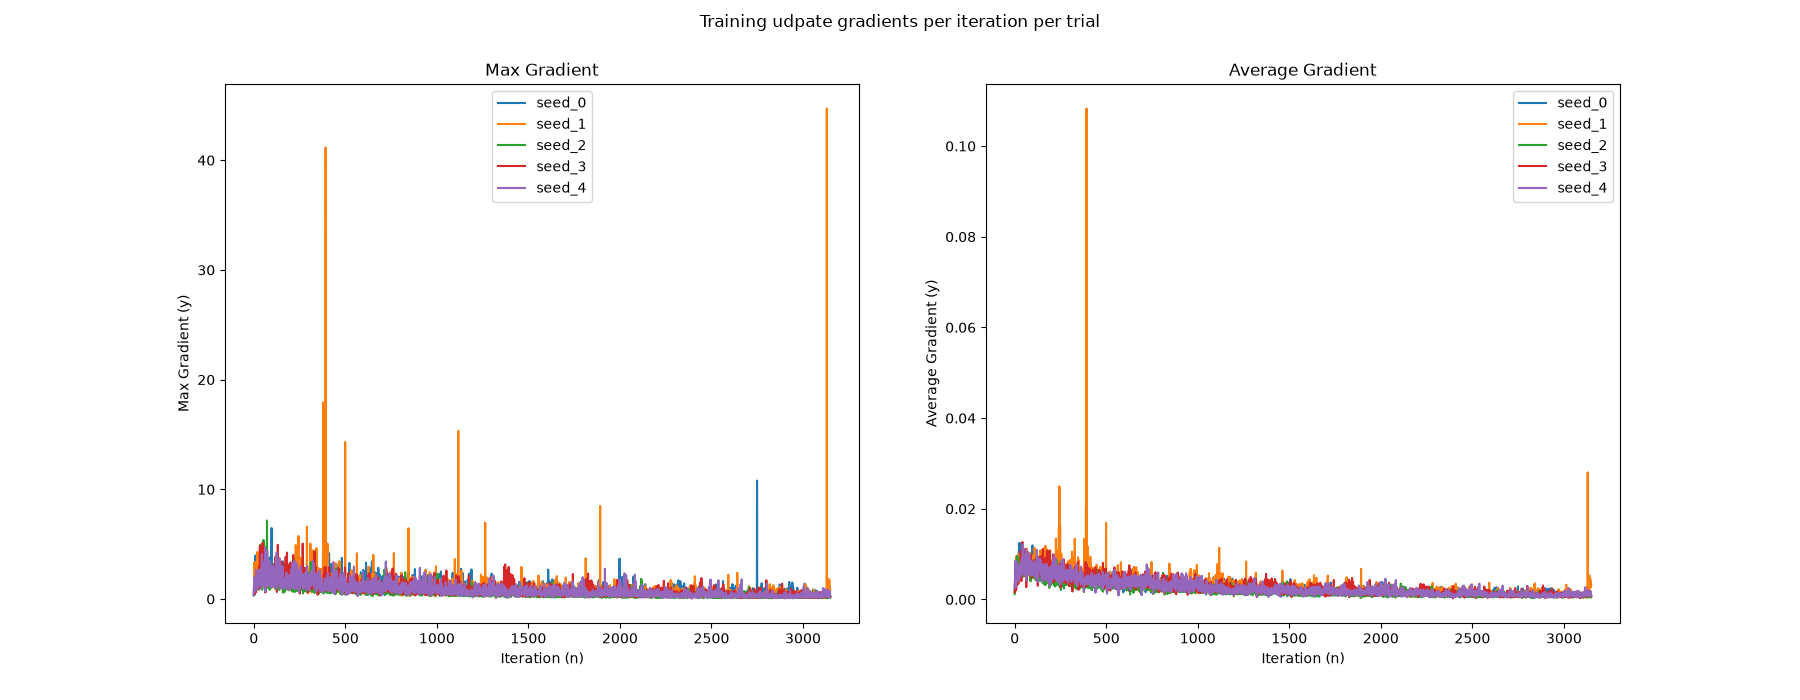 Training udpate gradients per iteration per trial
Max Gradient
seed_0
seed_1
seed_2
seed_3
seed_4
40
30
20
10
0
Max Gradient (y)
0 500 1000 1500 2000 2500 3000
Iteration (n)
Average Gradient
seed_0
seed_1
seed_2
seed_3
seed_4
0.10
0.08
0.06
0.04
0.02
0.00
Average Gradient (y)
0 500 1000 1500 2000 2500 3000
Iteration (n)